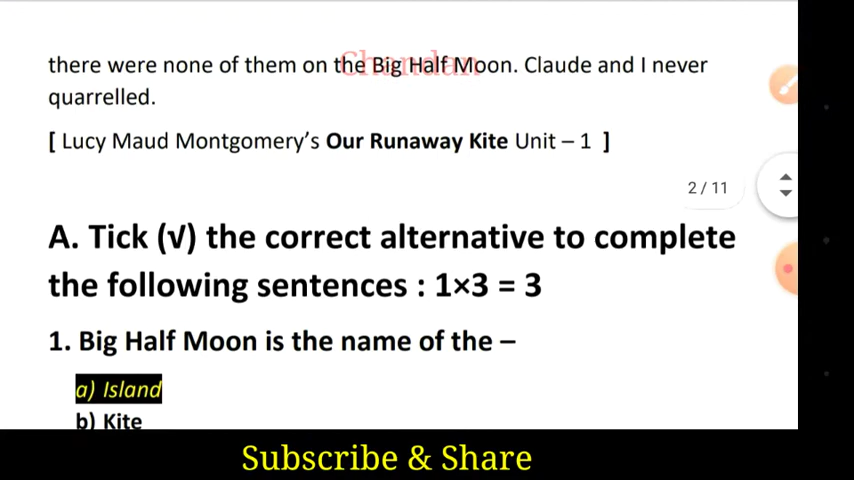 there were none of them on the Big Half Moon. Claude and I never
quarrelled.
Chandan
[ Lucy Maud Montgomery’s Our Runaway Kite Unit – 1 ]
2 / 11
A. Tick (√) the correct alternative to complete
the following sentences : 1×3 = 3
1. Big Half Moon is the name of the –
a) Island
b) Kite
Subscribe & Share